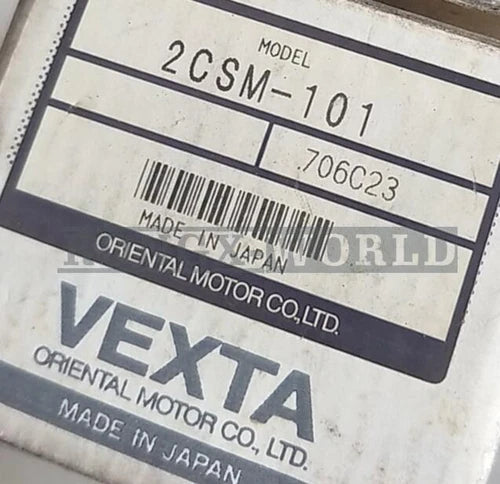 MODEL
2CSM-101
706C23
MADE IN JAPAN
WORLD
ORIENTAL MOTOR CO.,LTD.
VEXTA
ORIENTAL MOTOR CO., LTD.
MADE IN JAPAN